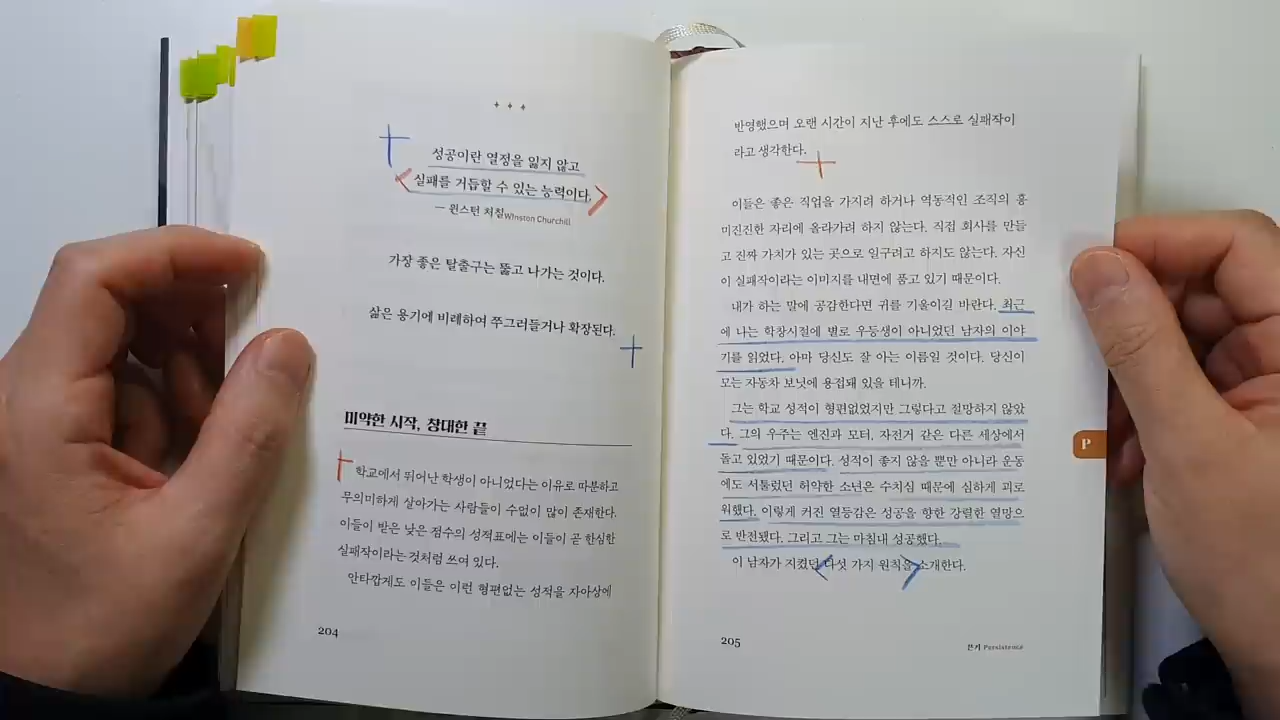 성공이란 열정을 잃지 않고
실패를 거듭할 수 있는 능력이다.
— 윈스턴 처칠Winston Churchill
가장 좋은 탈출구는 뚫고 나가는 것이다.
삶은 용기에 비례하여 쭈그러들거나 확장된다.
미약한 시작, 창대한 끝
학교에서 뛰어난 학생이 아니었다는 이유로 따분하고
무의미하게 살아가는 사람들이 수없이 많이 존재한다.
이들이 받은 낮은 점수의 성적표에는 이들이 곧 한심한
실패작이라는 것처럼 쓰여 있다.
안타깝게도 이들은 이런 형편없는 성적을 자아상에
204
반영했으며 오랜 시간이 지난 후에도 스스로 실패작이
라고 생각한다.
이들은 좋은 직업을 가지려 하거나 역동적인 조직의 흥
미진진한 자리에 올라가려 하지 않는다. 직접 회사를 만들
고 진짜 가치가 있는 곳으로 일구려고 하지도 않는다. 자신
이 실패작이라는 이미지를 내면에 품고 있기 때문이다.
내가 하는 말에 공감한다면 귀를 기울이길 바란다. 최근
에 나는 학창시절에 별로 우등생이 아니었던 남자의 이야
기를 읽었다. 아마 당신도 잘 아는 이름일 것이다. 당신이
모는 자동차 보닛에 용접돼 있을 테니까.
그는 학교 성적이 형편없었지만 그렇다고 절망하지 않았
다. 그의 우주는 엔진과 모터, 자전거 같은 다른 세상에서
돌고 있었기 때문이다. 성적이 좋지 않을 뿐만 아니라 운동
에도 서툴렀던 허약한 소년은 수치심 때문에 심하게 괴로
워했다. 이렇게 커진 열등감은 성공을 향한 강렬한 열망으
로 반전됐다. 그리고 그는 마침내 성공했다.
이 남자가 지켰던 다섯 가지 원칙을 소개한다.
P
205
끈기 Persistence